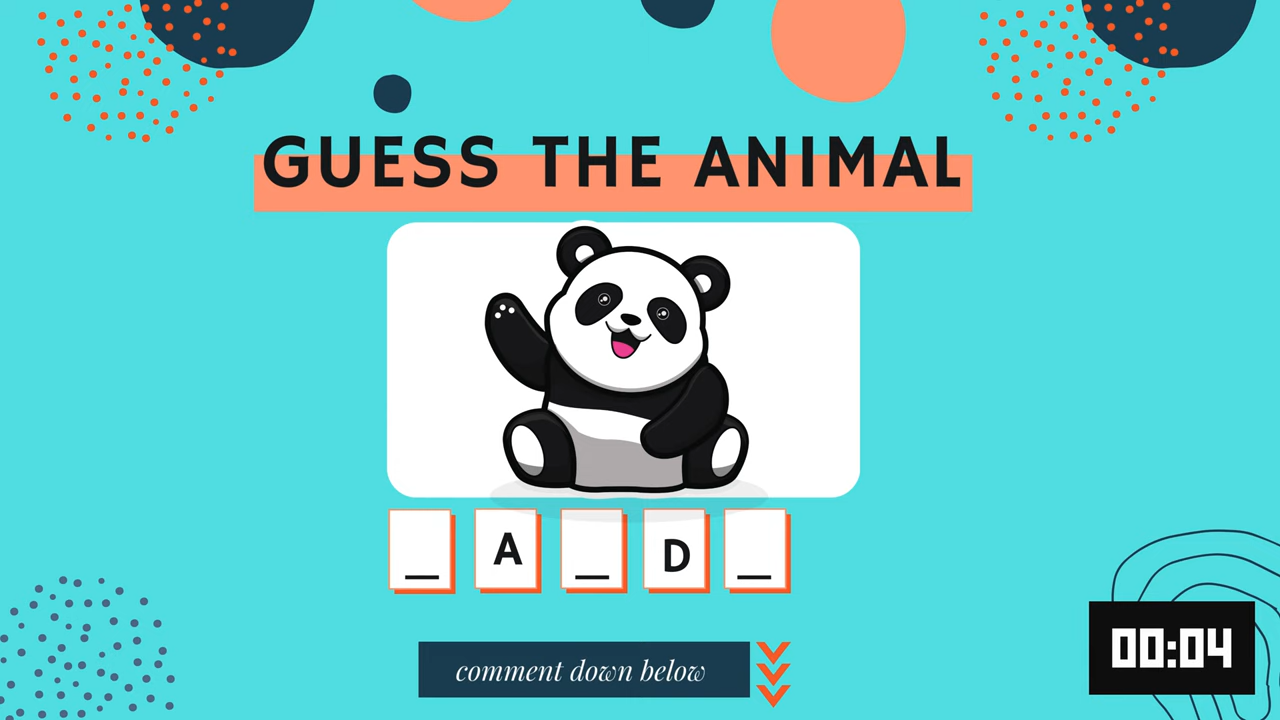 GUESS THE ANIMAL
_ A _ D _
comment down below
00:04